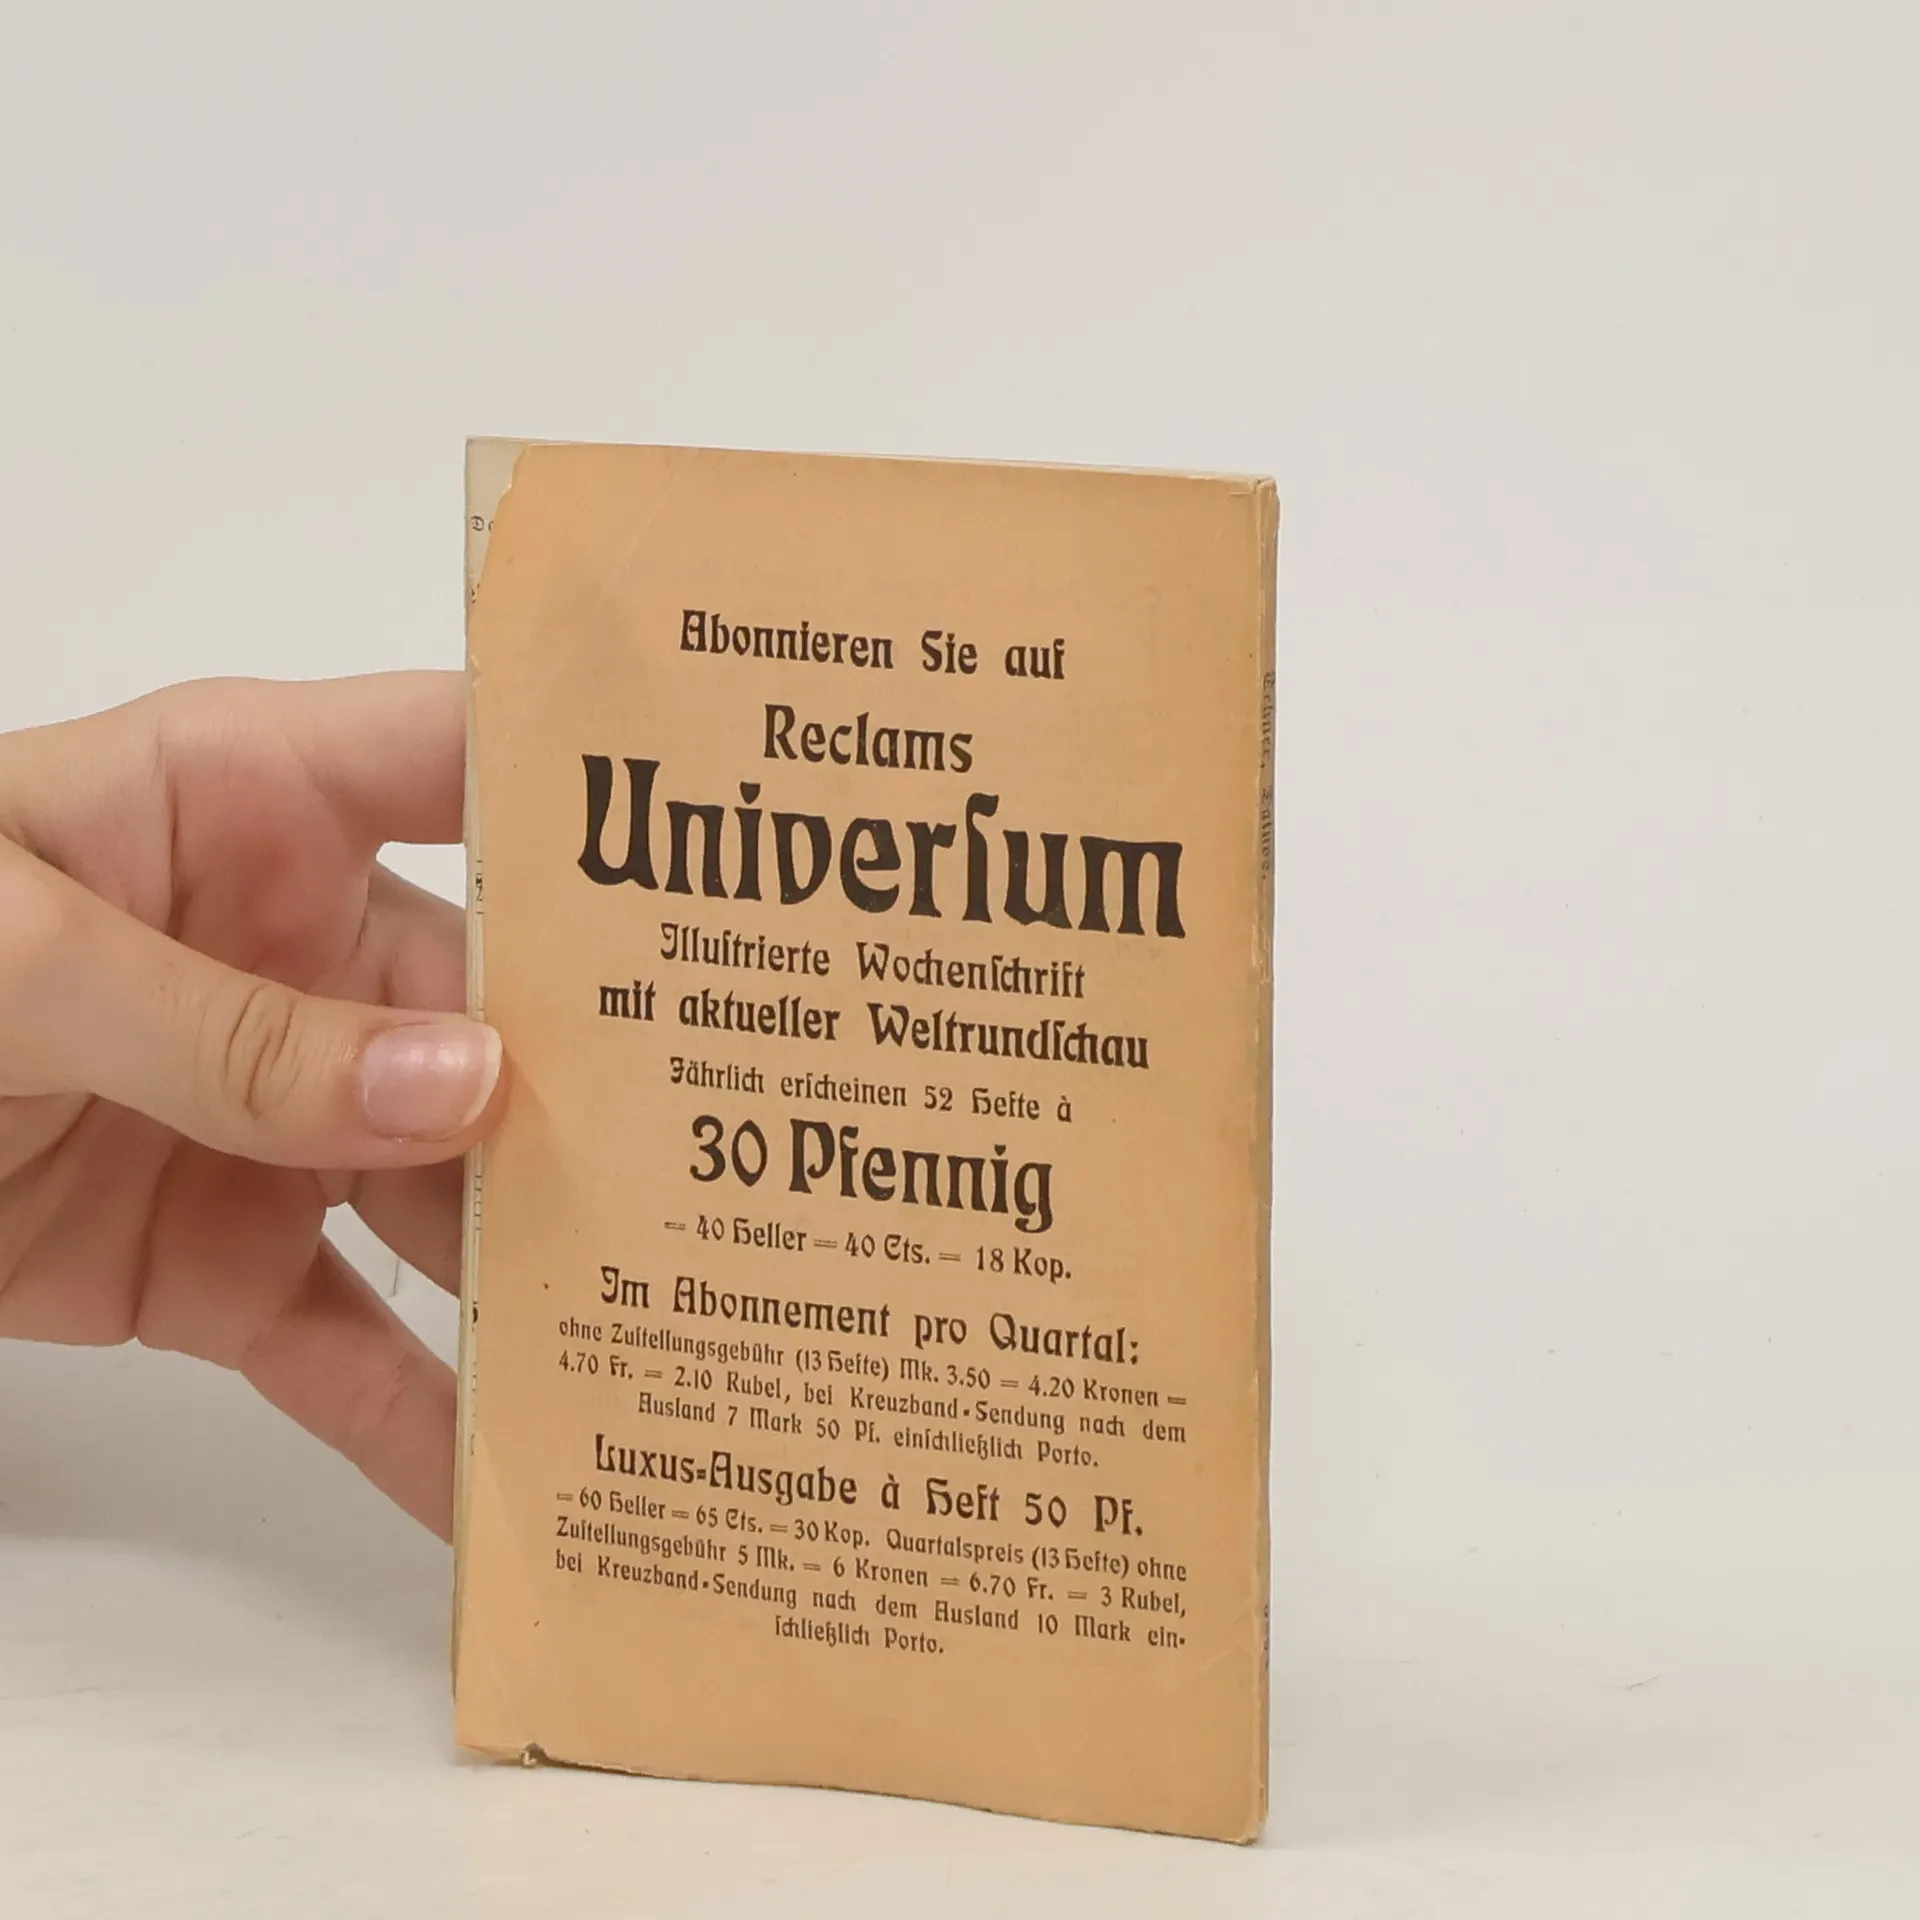 Abonnieren Sie auf
Reclams
Univerſum
Illuſtrierte Wochenſchrift
mit aktueller Weltrundſchau
Jährlich erſcheinen 52 Hefte à
30 Pfennig
= 40 Heller = 40 Cts. = 18 Kop.
Im Abonnement pro Quartal:
ohne Zuſtellungsgebühr (13 Hefte) Mk. 3.50 = 4.20 Kronen =
4.70 Fr. = 2.10 Rubel, bei Kreuzband-Sendung nach dem
Ausland 7 Mark 50 Pf. einſchließlich Porto.
Luxus-Ausgabe à Heft 50 Pf.
= 60 Heller = 65 Cts. = 30 Kop. Quartalspreis (13 Hefte) ohne
Zuſtellungsgebühr 5 Mk. = 6 Kronen = 6.70 Fr. = 3 Rubel,
bei Kreuzband-Sendung nach dem Ausland 10 Mark ein-
ſchließlich Porto.